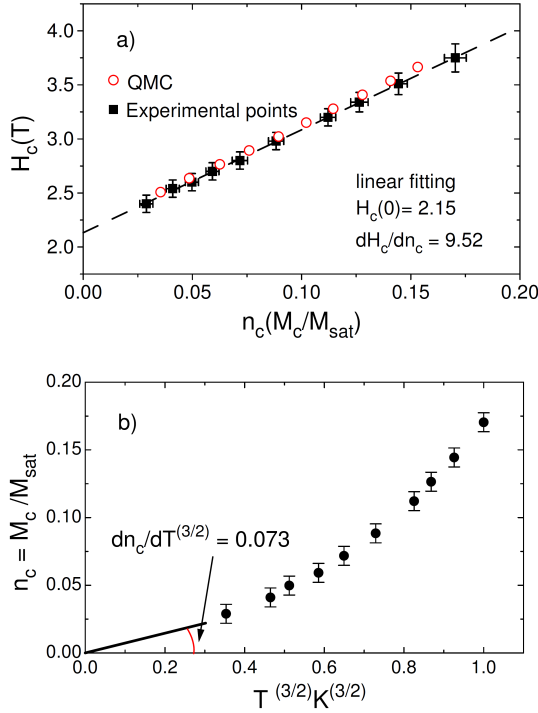 a)
QMC
Experimental points
linear fitting
H_c(0)= 2.15
dH_c/dn_c = 9.52
4.0
3.5
3.0
2.5
2.0
H_c(T)
0.00 0.05 0.10 0.15 0.20
n_c(M_c/M_sat)
b)
dn_c/dT^(3/2) = 0.073
0.20
0.15
0.10
0.05
0.00
n_c = M_c /M_sat
0.0 0.2 0.4 0.6 0.8 1.0
T ^(3/2)K^(3/2)